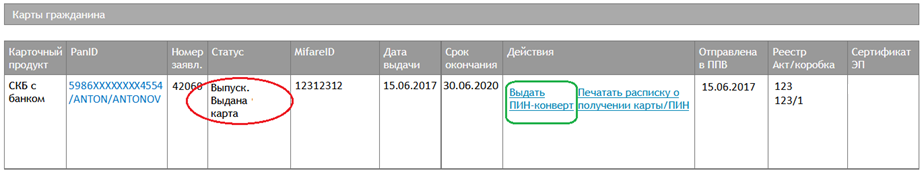 Карты гражданина
Карточный продукт
PanID
Номер заявл.
Статус
MifareID
Дата выдачи
Срок окончания
Действия
Отправлена в ППВ
Реестр Акт/коробка
Сертификат ЭП
СКБ с банком
5986XXXXXXXX4554
/ANTON/ANTONOV
42060
Выпуск.
Выдана
карта
12312312
15.06.2017
30.06.2020
Выдать
ПИН-конверт
Печатать расписку о
получении карты/ПИН
15.06.2017
123
123/1